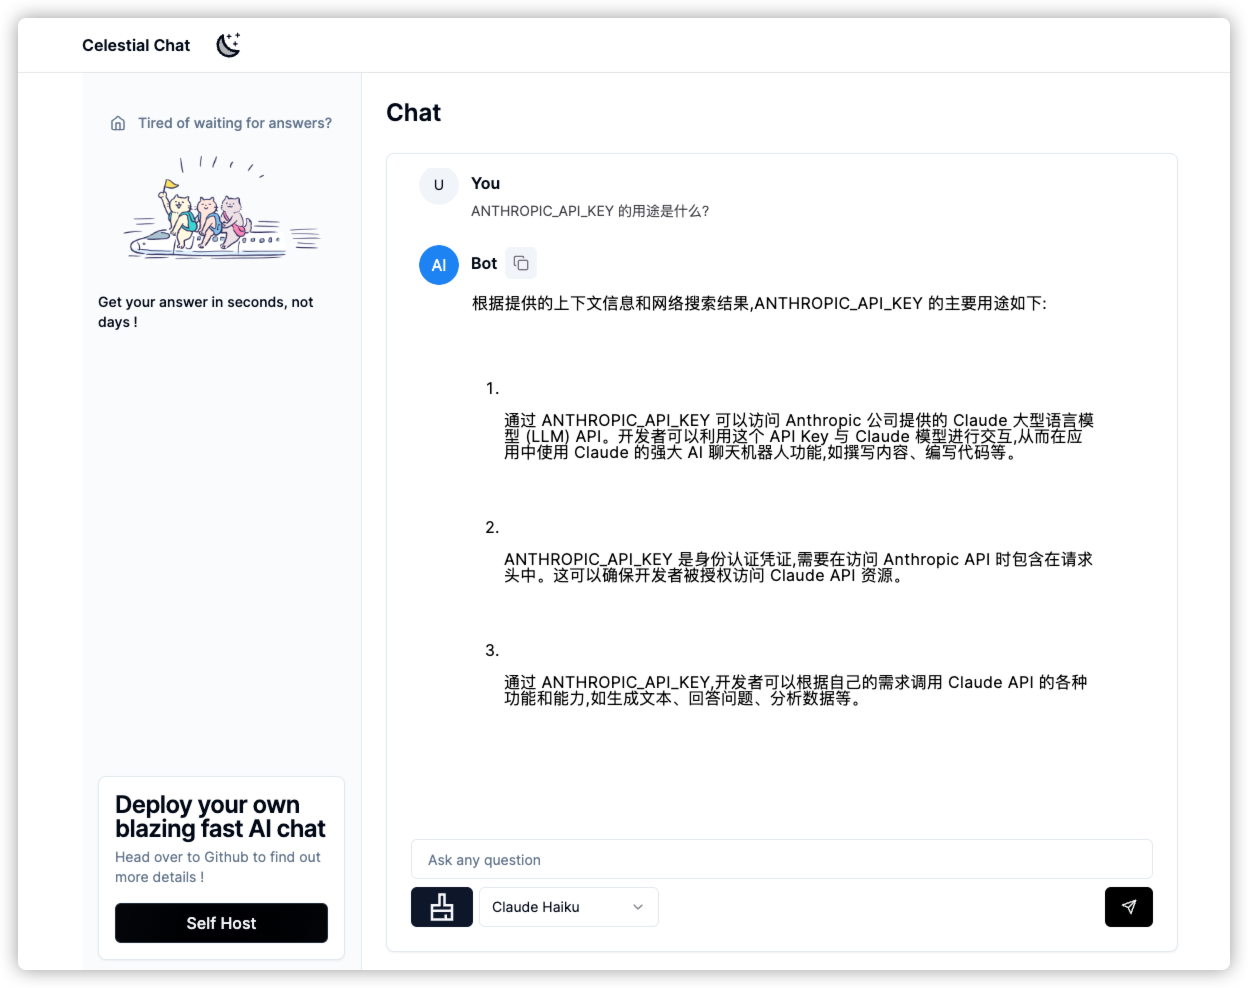 Celestial Chat
Tired of waiting for answers?
Get your answer in seconds, not
days !
Deploy your own
blazing fast AI chat
Head over to Github to find out
more details !
Self Host
Chat
U
You
ANTHROPIC_API_KEY 的用途是什么?
AI
Bot
根据提供的上下文信息和网络搜索结果,ANTHROPIC_API_KEY 的主要用途如下:
1.
通过 ANTHROPIC_API_KEY 可以访问 Anthropic 公司提供的 Claude 大型语言模
型 (LLM) API。开发者可以利用这个 API Key 与 Claude 模型进行交互,从而在应
用中使用 Claude 的强大 AI 聊天机器人功能,如撰写内容、编写代码等。
2.
ANTHROPIC_API_KEY 是身份认证凭证,需要在访问 Anthropic API 时包含在请求
头中。这可以确保开发者被授权访问 Claude API 资源。
3.
通过 ANTHROPIC_API_KEY,开发者可以根据自己的需求调用 Claude API 的各种
功能和能力,如生成文本、回答问题、分析数据等。
Ask any question
Claude Haiku